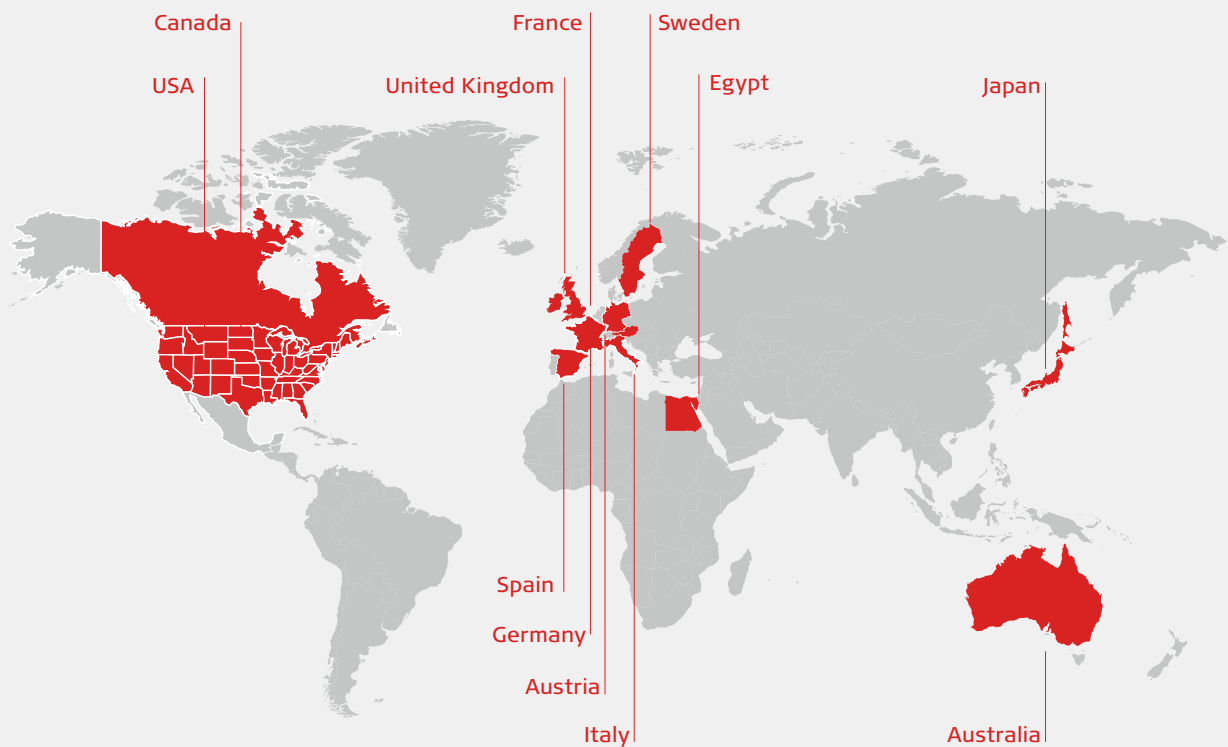 Canada
France
Sweden
USA
United Kingdom
Egypt
Japan
Spain
Germany
Austria
Italy
Australia